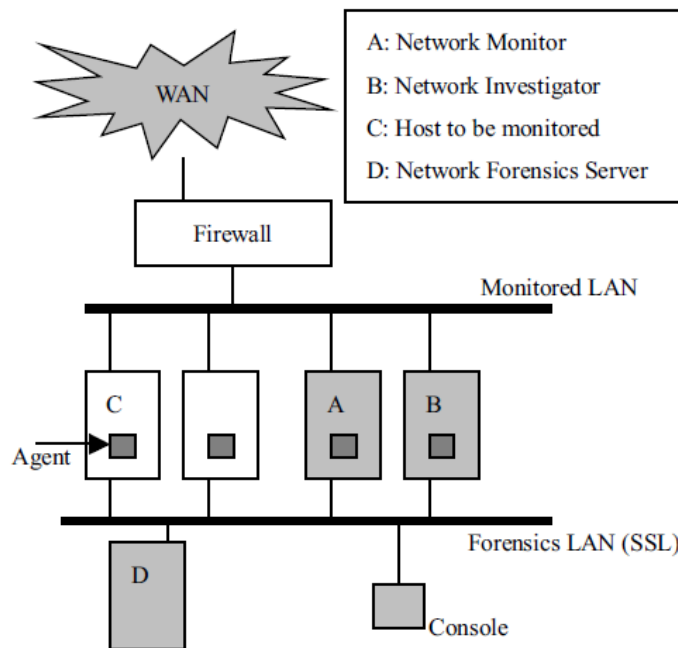 WAN
A: Network Monitor
B: Network Investigator
C: Host to be monitored
D: Network Forensics Server
Firewall
Monitored LAN
C
A
B
Agent
Forensics LAN (SSL)
D
Console